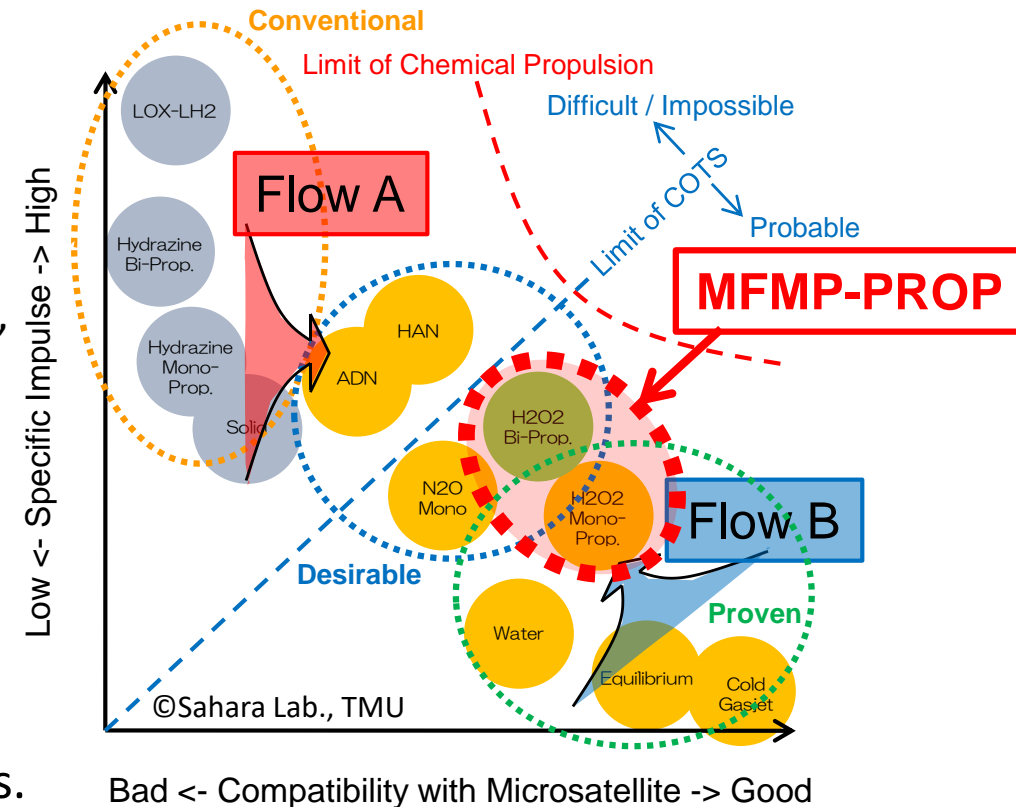 Conventional
Limit of Chemical Propulsion
LOX-LH2
Difficult / Impossible
Flow A
Limit of COTS
Probable
Hydrazine
Bi-Prop.
MFMP-PROP
Low <- Specific Impulse -> High
,
HAN
Hydrazine
Mono-
Prop.
ADN
Solid
H2O2
Bi-Prop.
N2O
Mono
H2O2
Mono-
Prop.
Flow B
Desirable
Proven
Water
Equilibrium
Cold
Gasjet
©Sahara Lab., TMU
s.
Bad <- Compatibility with Microsatellite -> Good